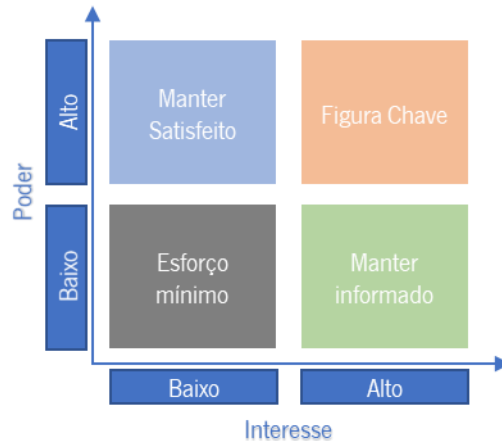 Poder
Alto
Manter
Satisfeito
Figura Chave
Baixo
Esforço
mínimo
Manter
informado
Baixo
Alto
Interesse